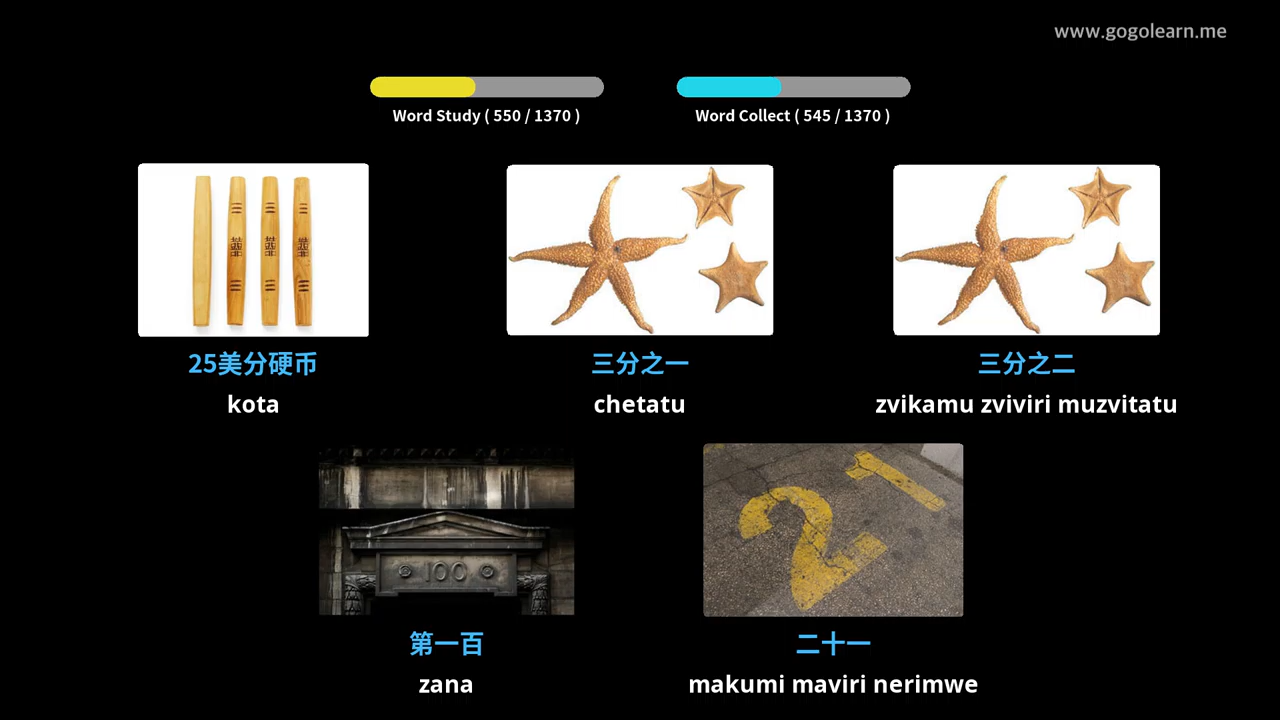 www.gogolearn.me
Word Study ( 550 / 1370 )
Word Collect ( 545 / 1370 )
25美分硬币
kota
三分之一
chetatu
三分之二
zvikamu zviviri muzvitatu
100
第一百
zana
21
二十一
makumi maviri nerimwe